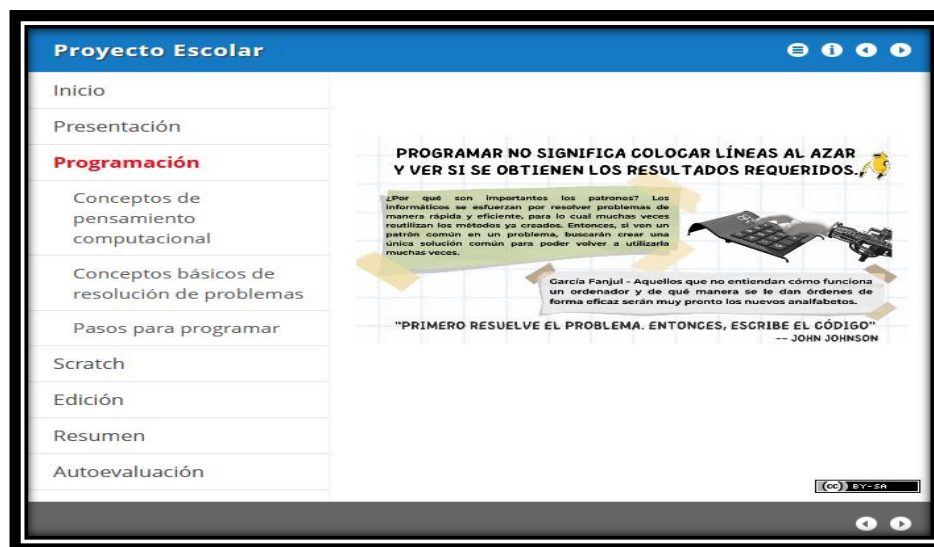 Proyecto Escolar
Inicio
Presentación
Programación
Conceptos de
pensamiento
computacional
Conceptos básicos de
resolución de problemas
Pasos para programar
Scratch
Edición
Resumen
Autoevaluación
PROGRAMAR NO SIGNIFICA COLOCAR LÍNEAS AL AZAR
Y VER SI SE OBTIENEN LOS RESULTADOS REQUERIDOS.
¿Por qué son importantes los patrones? Los
informáticos se esfuerzan por resolver problemas de
manera rápida y eficiente, para lo cual muchas veces
reutilizan los métodos ya creados. Entonces, si ven un
patrón común en un problema, buscarán crear una
única solución común para poder volver a utilizarla
muchas veces.
García Fanjul - Aquellos que no entiendan cómo funciona
un ordenador y de qué manera se le dan órdenes de
forma eficaz serán muy pronto los nuevos analfabetos.
"PRIMERO RESUELVE EL PROBLEMA. ENTONCES, ESCRIBE EL CÓDIGO"
-- JOHN JOHNSON
(cc) BY-SA